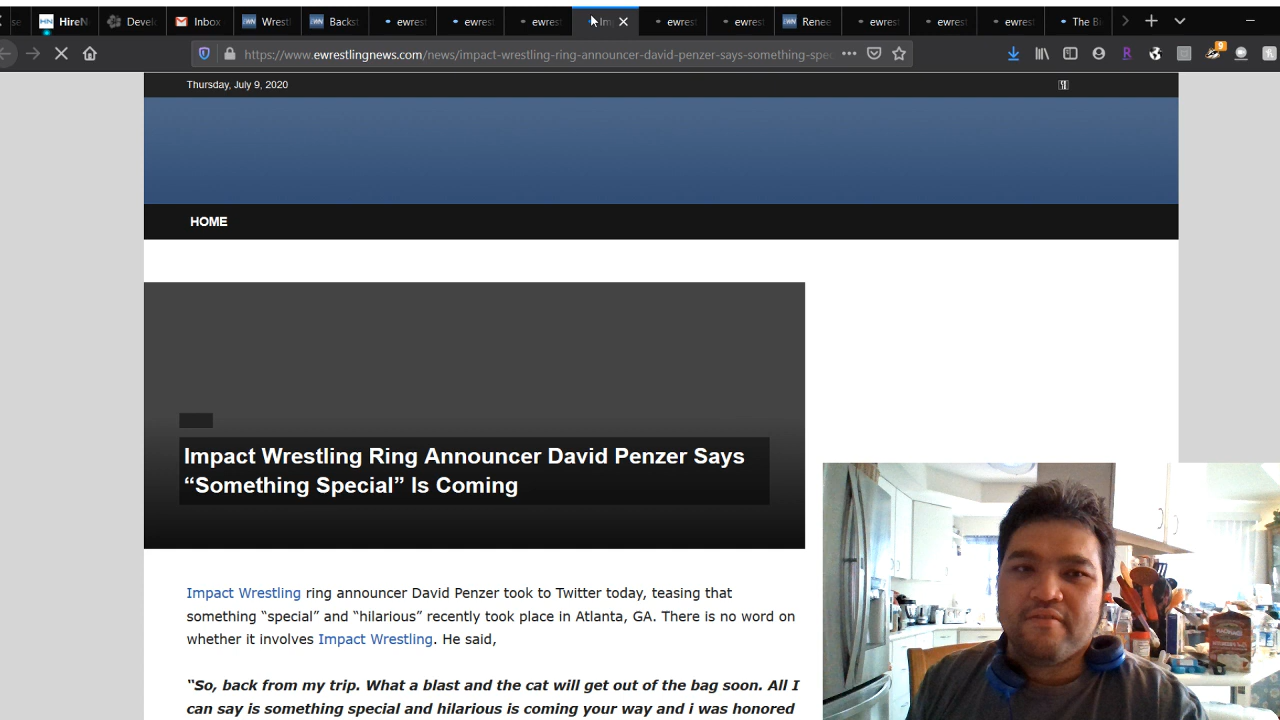 HireN
Devel
Inbox
Wrestl
Backst
ewrest
ewrest
ewrest
ewrest
ewrest
Renee
ewrest
ewrest
ewrest
The B
https://www.ewrestlingnews.com/news/impact-wrestling-ring-announcer-david-penzer-says-something-spec
9
Thursday, July 9, 2020
HOME
Impact Wrestling Ring Announcer David Penzer Says
“Something Special” Is Coming
Impact Wrestling ring announcer David Penzer took to Twitter today, teasing that
something “special” and “hilarious” recently took place in Atlanta, GA. There is no word on
whether it involves Impact Wrestling. He said,
“So, back from my trip. What a blast and the cat will get out of the bag soon. All I
can say is something special and hilarious is coming your way and i was honored